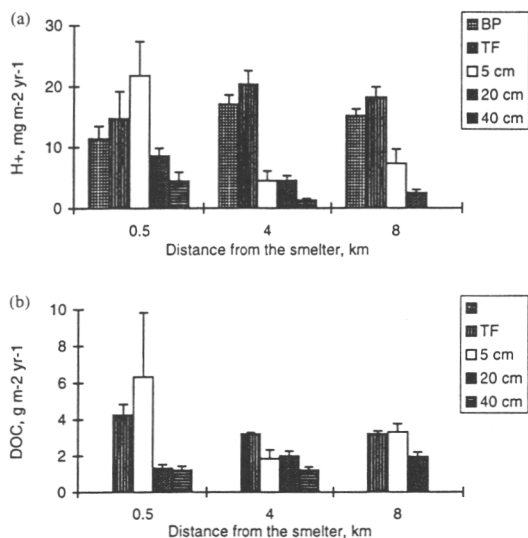 (a)
30
20
10
0
H+, mg m-2 yr-1
BP
TF
5 cm
20 cm
40 cm
0.5 4 8
Distance from the smelter, km
(b)
10
8
6
4
2
0
DOC, g m-2 yr-1
TF
5 cm
20 cm
40 cm
0.5 4 8
Distance from the smelter, km